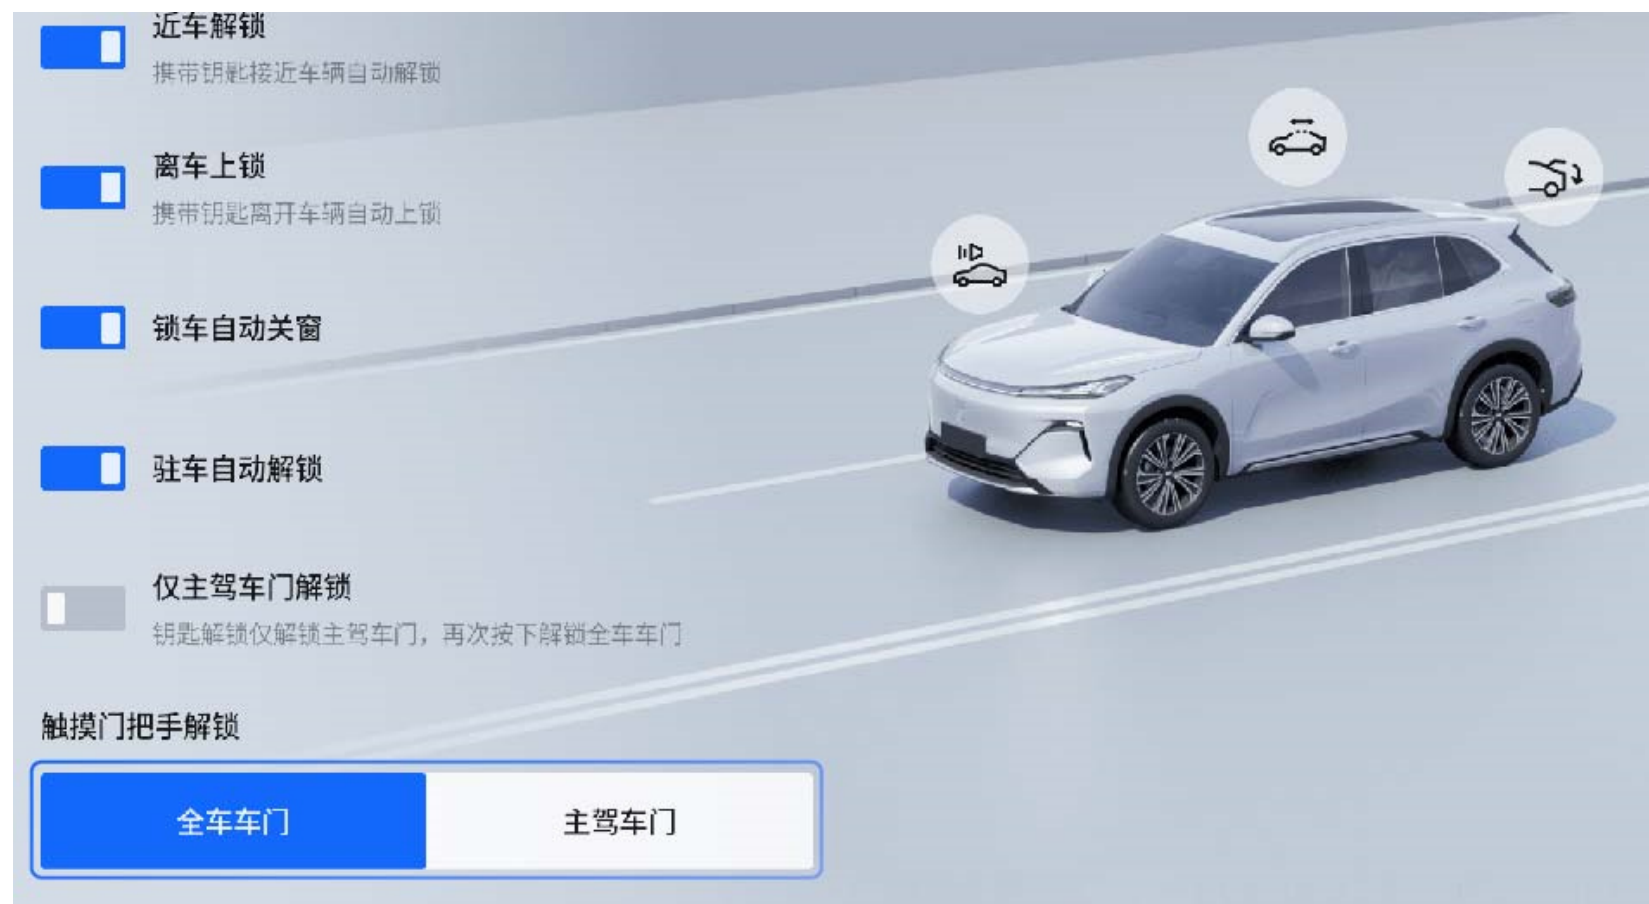 近车解锁
携带钥匙接近车辆自动解锁
离车上锁
携带钥匙离开车辆自动上锁
锁车自动关窗
驻车自动解锁
仅主驾车门解锁
钥匙解锁仅解锁主驾车门，再次按下解锁全车车门
触摸门把手解锁
全车车门
主驾车门